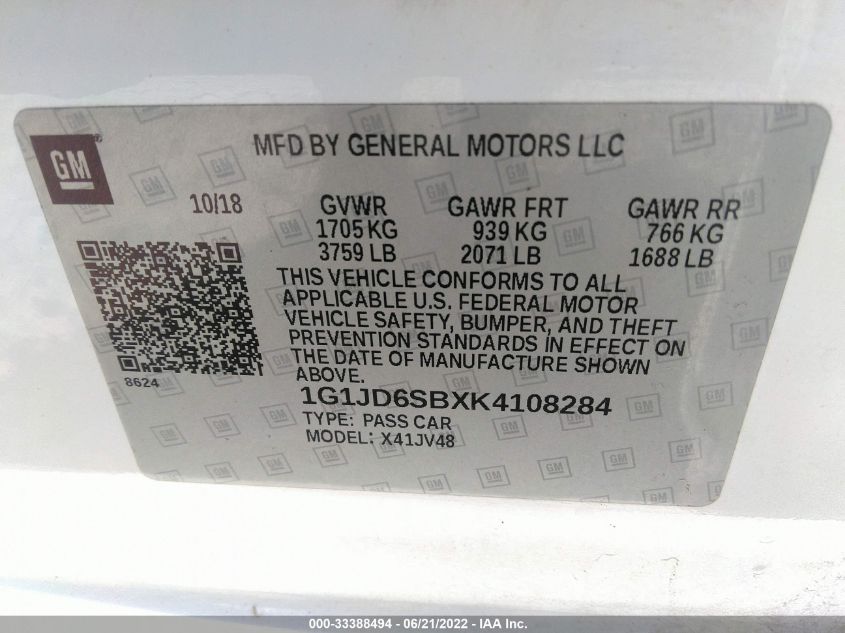 GM
MFD BY GENERAL MOTORS LLC
10/18
GVWR GAWR FRT GAWR RR
1705 KG 939 KG 766 KG
3759 LB 2071 LB 1688 LB
THIS VEHICLE CONFORMS TO ALL
APPLICABLE U.S. FEDERAL MOTOR
VEHICLE SAFETY, BUMPER, AND THEFT
PREVENTION STANDARDS IN EFFECT ON
THE DATE OF MANUFACTURE SHOWN
ABOVE.
8624
1G1JD6SBXK4108284
TYPE: PASS CAR
MODEL: X41JV48
000-33388494 - 06/21/2022 - IAA Inc.